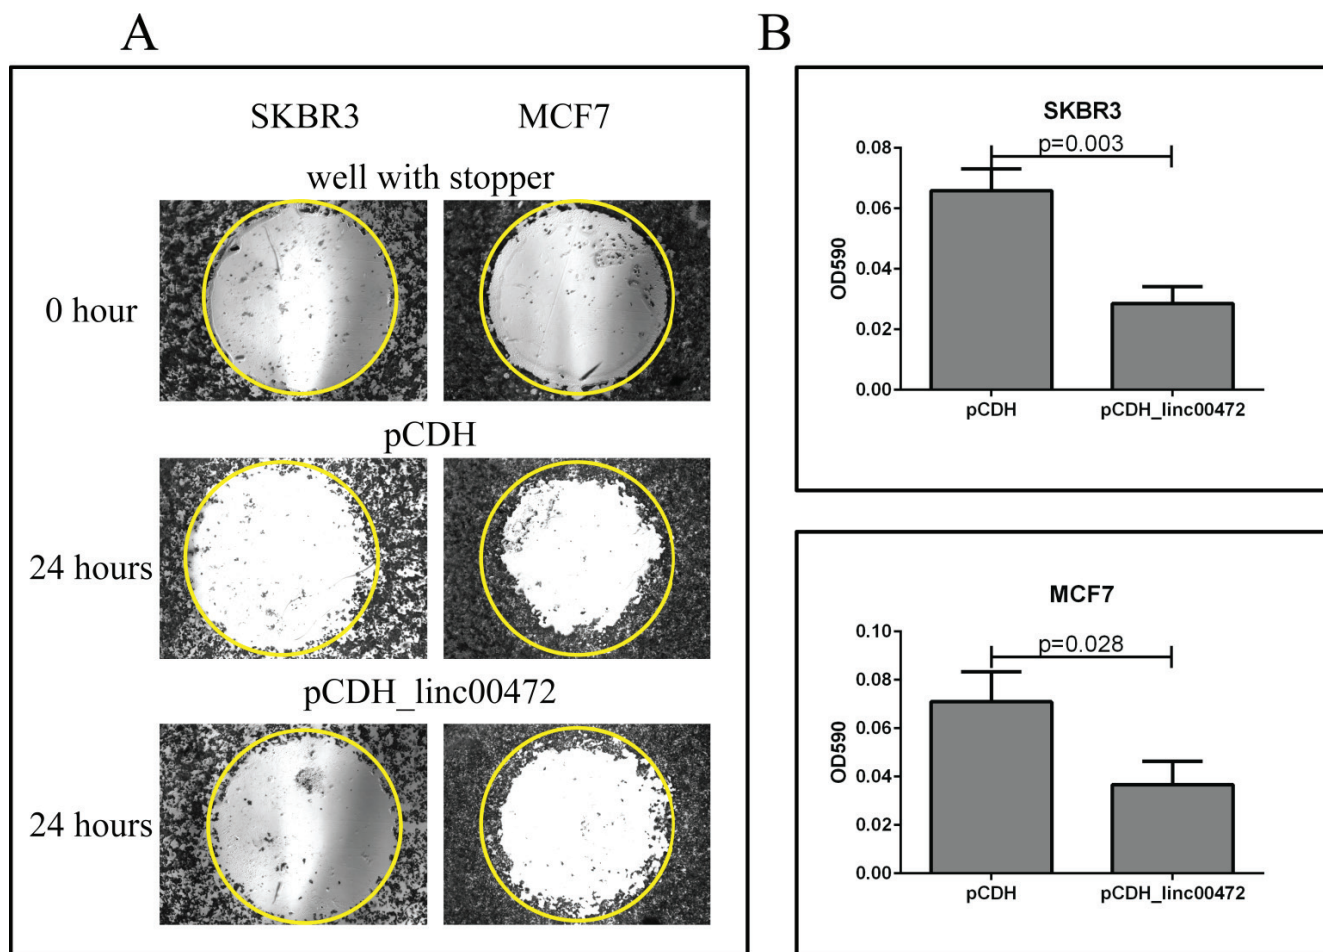 A
SKBR3 MCF7
well with stopper
0 hour
pCDH
24 hours
pCDH_linc00472
24 hours
B
SKBR3
p=0.003
0.08
0.06
0.04
0.02
0.00
OD590
pCDH pCDH_linc00472
MCF7
p=0.028
0.10
0.08
0.06
0.04
0.02
0.00
OD590
pCDH pCDH_linc00472